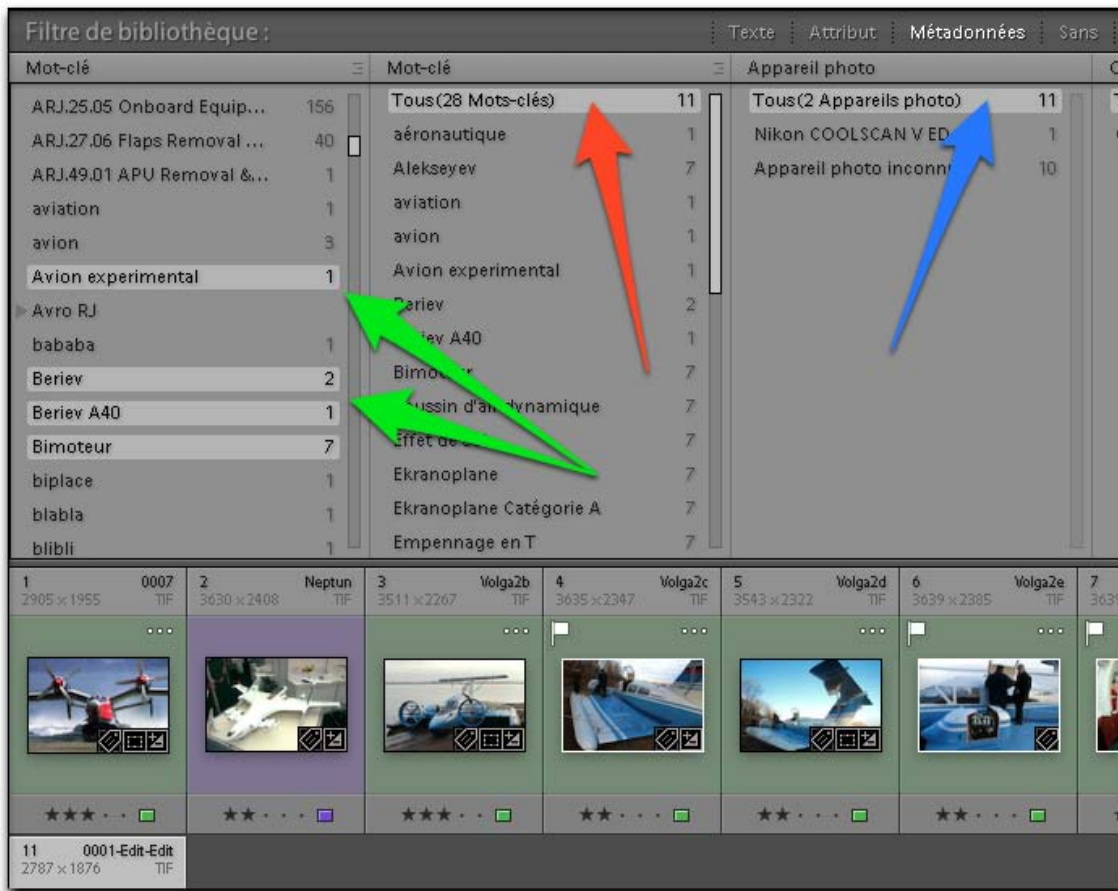 Filtre de bibliothèque :
Texte Attribut Métadonnées Sans
Mot-clé
ARJ.25.05 Onboard Equip... 156
ARJ.27.06 Flaps Removal ... 40
ARJ.49.01 APU Removal &... 1
aviation 1
avion 3
Avion experimental 1
Avro RJ
bababa 1
Beriev 2
Beriev A40 1
Bimoteur 7
biplace 1
blabla 1
blibli 1
Mot-clé
Tous(28 Mots-clés) 11
aéronautique 1
Alekseyev 7
aviation 1
avion 1
Avion experimental 1
Beriev 2
A40 1
7
d'air dynamique 7
Effet de 7
Ekranoplane 7
Ekranoplane Catégorie A 7
Empennage en T 7
Appareil photo
Tous(2 Appareils photo) 11
Nikon COOLSCAN V ED 1
Appareil photo inconnu 10
1 0007
2905 x 1955 TIF
2 Neptun
3630 x 2408 TIF
3 Volga2b
3511 x 2267 TIF
4 Volga2c
3635 x 2347 TIF
5 Volga2d
3543 x 2322 TIF
6 Volga2e
3639 x 2385 TIF
7
11 0001-Edit-Edit
2787 x 1876 TIF